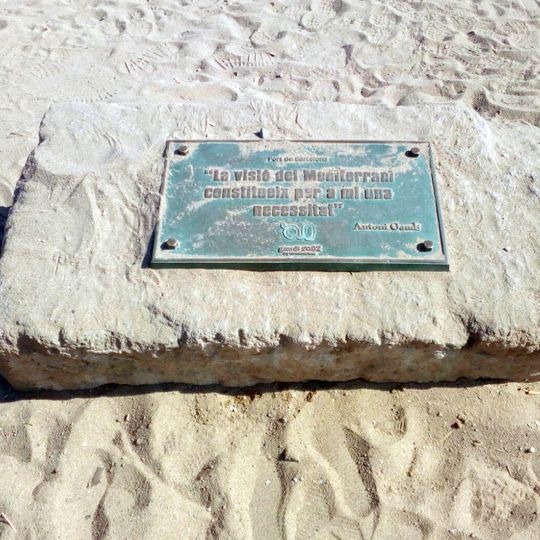 Port de Barcelona
"La visió del Mediterrani
constitueix per a mi una
necessitat"
Antoni Gaudí
gaudí 2002